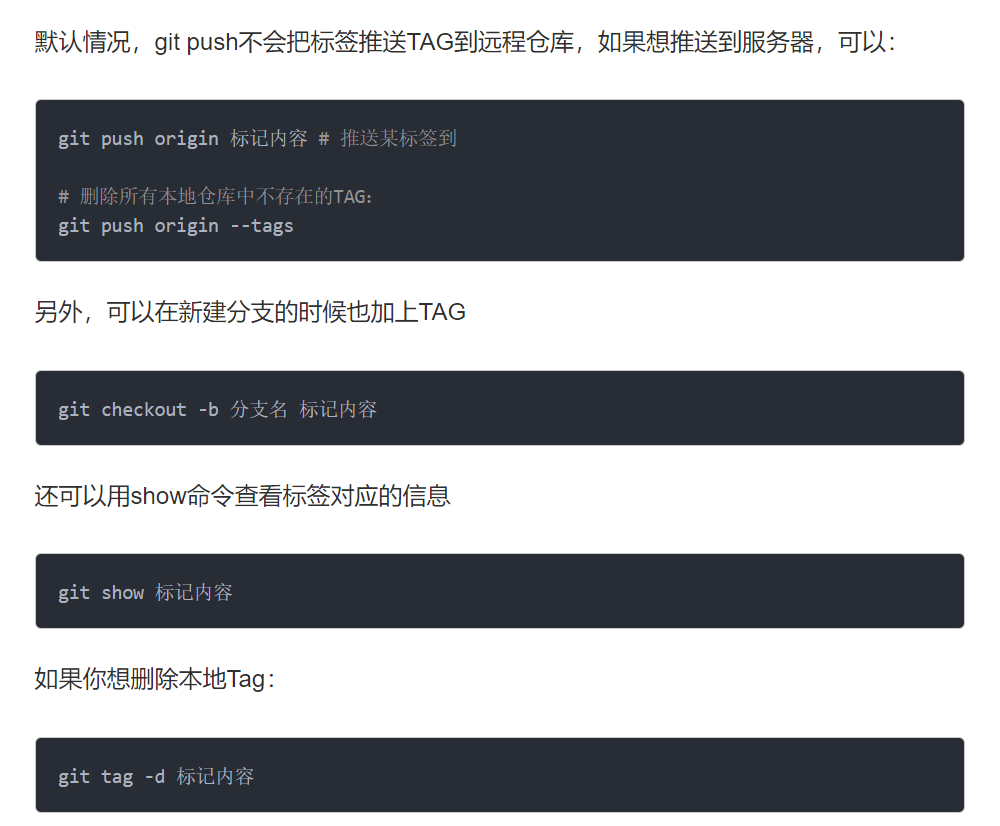 默认情况，git push不会把标签推送TAG到远程仓库，如果想推送到服务器，可以：
git push origin 标记内容 # 推送某标签到
# 删除所有本地仓库中不存在的TAG：
git push origin --tags
另外，可以在新建分支的时候也加上TAG
git checkout -b 分支名 标记内容
还可以用show命令查看标签对应的信息
git show 标记内容
如果你想删除本地Tag：
git tag -d 标记内容